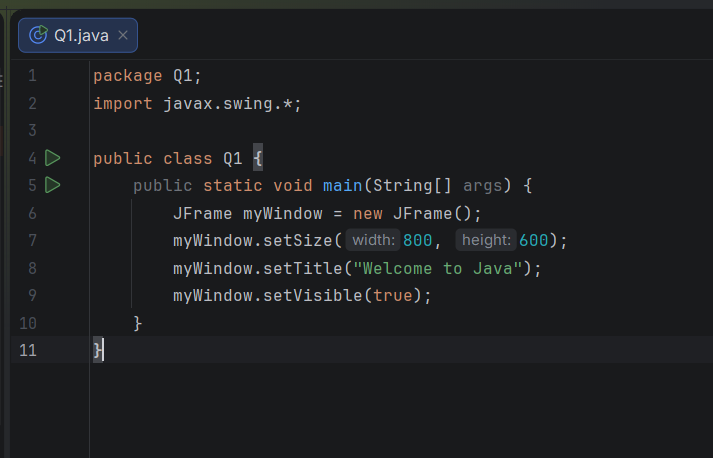 Q1.java
1 package Q1;
2 import javax.swing.*;
3
4 public class Q1 {
5 public static void main(String[] args) {
6 JFrame myWindow = new JFrame();
7 myWindow.setSize( width: 800, height: 600);
8 myWindow.setTitle("Welcome to Java");
9 myWindow.setVisible(true);
10 }
11 }